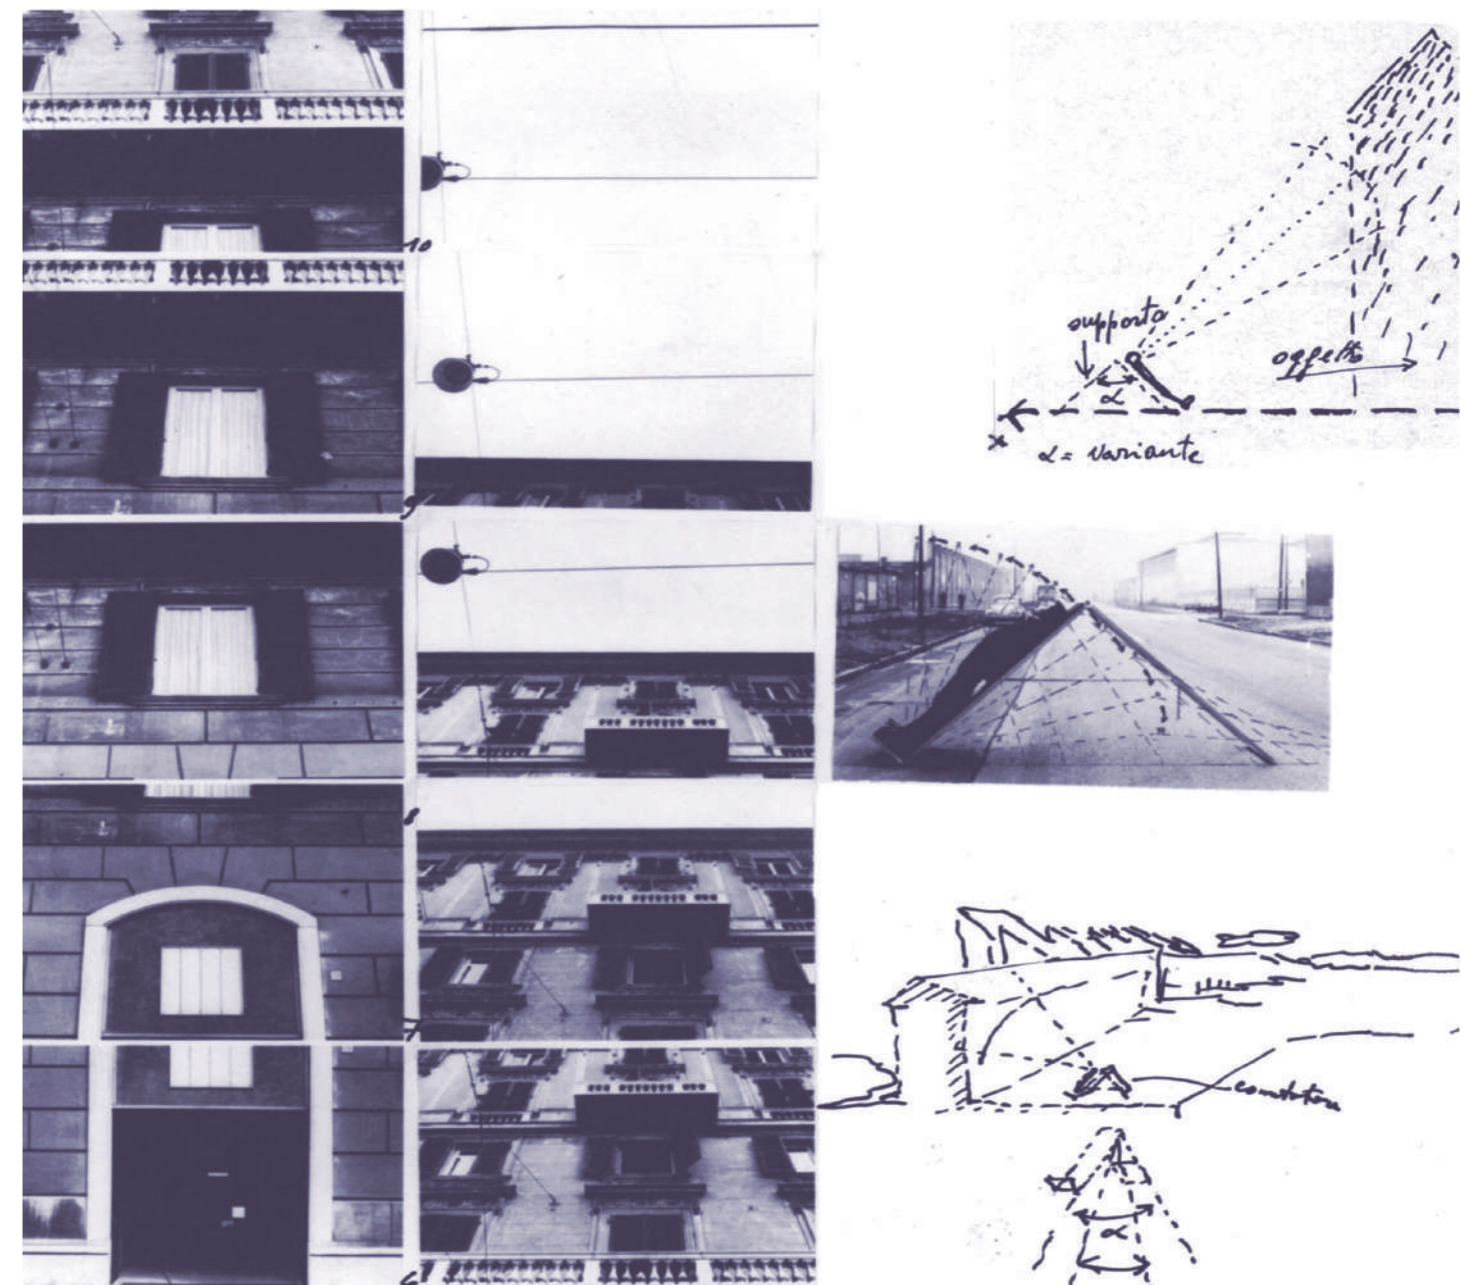 10
9
8
7
6
supporto
oggetto
α
x
α = variante
α